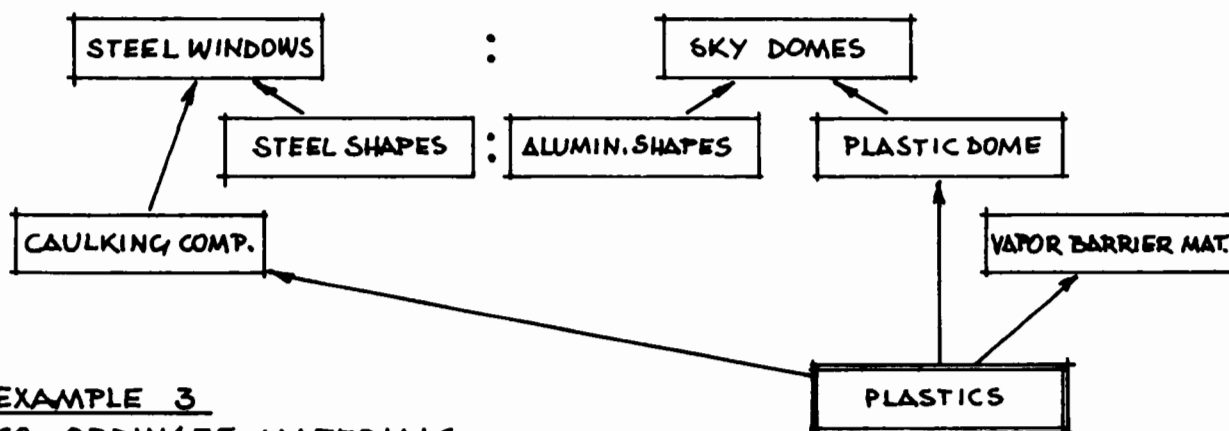 STEEL WINDOWS : SKY DOMES
STEEL SHAPES : ALUMIN. SHAPES PLASTIC DOME
CAULKING COMP. VAPOR BARRIER MAT.
PLASTICS
EXAMPLE 3